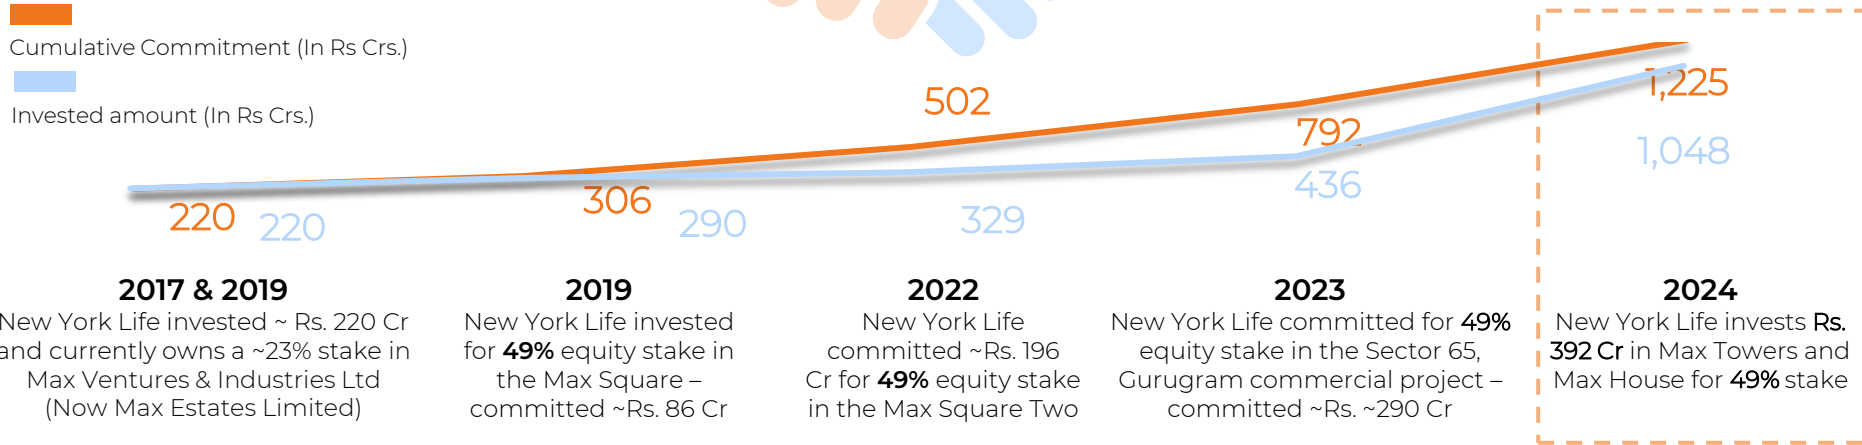 Cumulative Commitment (In Rs Crs.)
Invested amount (In Rs Crs.)
220
220
306
290
502
329
792
436
1,225
1,048
2017 & 2019
New York Life invested ~ Rs. 220 Cr
and currently owns a ~23% stake in
Max Ventures & Industries Ltd
(Now Max Estates Limited)
2019
New York Life invested
for 49% equity stake in
the Max Square –
committed ~Rs. 86 Cr
2022
New York Life
committed ~Rs. 196
Cr for 49% equity stake
in the Max Square Two
2023
New York Life committed for 49%
equity stake in the Sector 65,
Gurugram commercial project –
committed ~Rs. ~290 Cr
2024
New York Life invests Rs.
392 Cr in Max Towers and
Max House for 49% stake